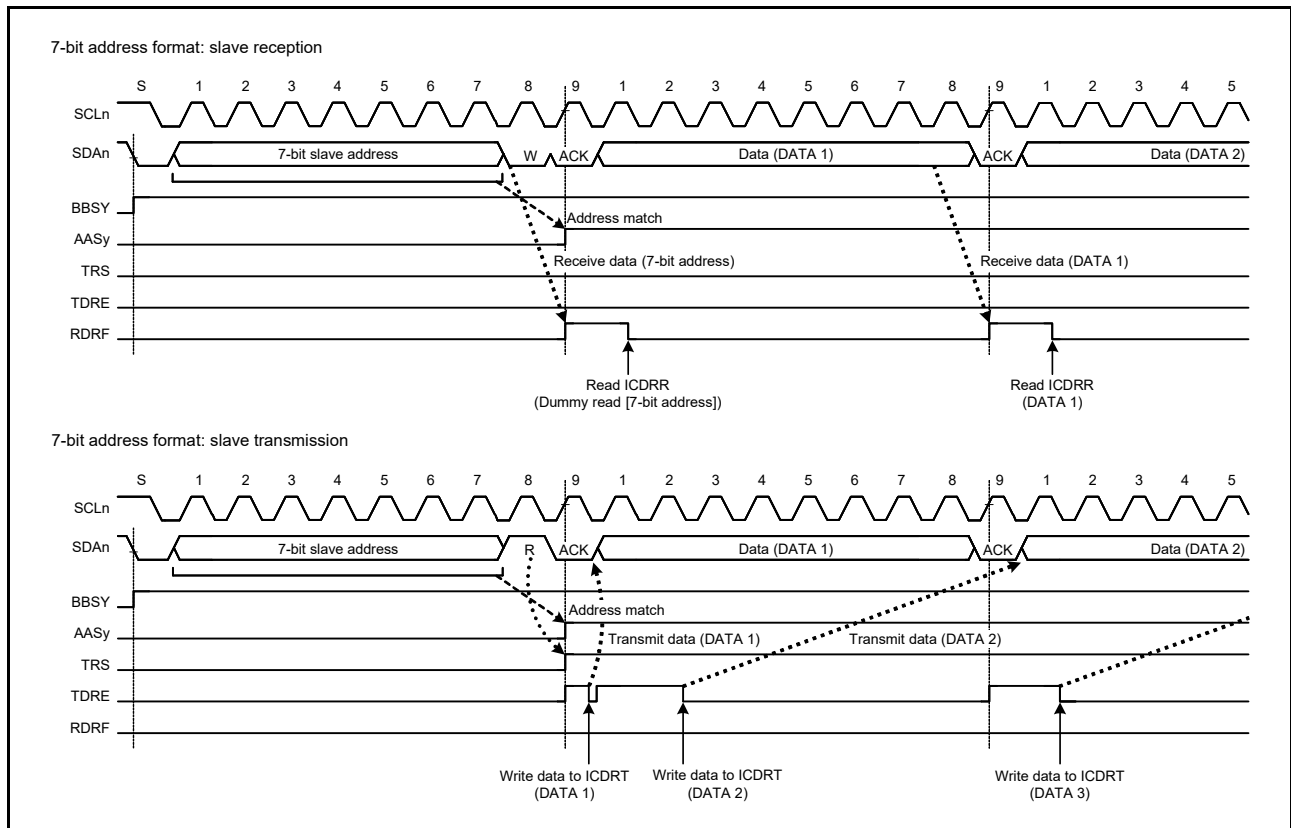 7-bit address format: slave reception
S 1 2 3 4 5 6 7 8 9 1 2 3 4 5 6 7 8 9 1 2 3 4 5
SCLn
SDAn 7-bit slave address W ACK Data (DATA 1) ACK Data (DATA 2)
BBSY
Address match
AASy
Receive data (7-bit address) Receive data (DATA 1)
TRS
TDRE
RDRF
Read ICDRR Read ICDRR
(Dummy read [7-bit address]) (DATA 1)
7-bit address format: slave transmission
S 1 2 3 4 5 6 7 8 9 1 2 3 4 5 6 7 8 9 1 2 3 4 5
SCLn
SDAn 7-bit slave address R ACK Data (DATA 1) ACK Data (DATA 2)
BBSY
Address match
AASy
Transmit data (DATA 1) Transmit data (DATA 2)
TRS
TDRE
RDRF
Write data to ICDRT Write data to ICDRT Write data to ICDRT
(DATA 1) (DATA 2) (DATA 3)